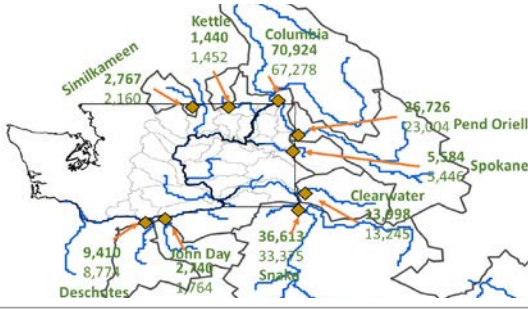 Kettle
1,440
1,452
Columbia
70,924
67,278
Similkameen
2,767
2,160
26,726
23,004
Pend Oriell
5,584
5,446
Spokane
Clearwater
13,998
13,245
36,613
33,375
Snake
John Day
2,740
1,764
9,410
8,774
Deschutes